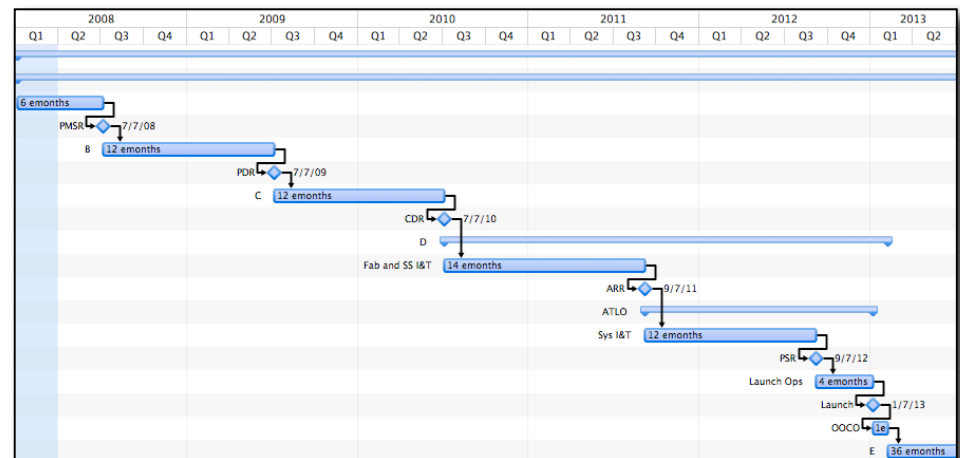 2008 2009 2010 2011 2012 2013
Q1 Q2 Q3 Q4 Q1 Q2 Q3 Q4 Q1 Q2 Q3 Q4 Q1 Q2 Q3 Q4 Q1 Q2 Q3 Q4 Q1 Q2
6 emonths
PMSR 7/7/08
B 12 emonths
PDR 7/7/09
C 12 emonths
CDR 7/7/10
D
Fab and SS I&T 14 emonths
ARR 9/7/11
ATLO
Sys I&T 12 emonths
PSR 9/7/12
Launch Ops 4 emonths
Launch 1/7/13
OOCO 1e
E 36 emonths